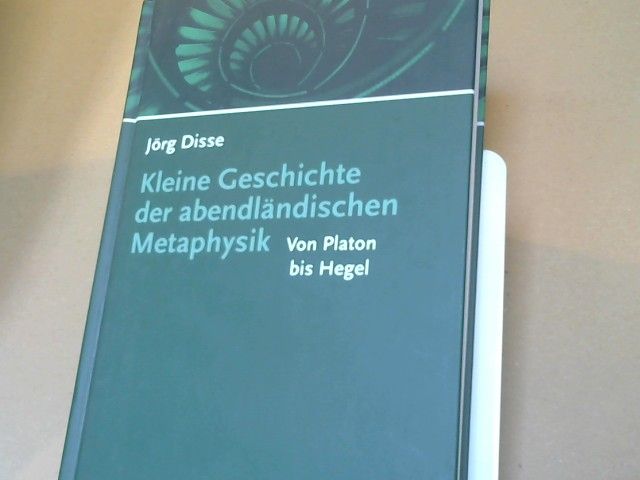 Jörg Disse
Kleine Geschichte
der abendländischen
Metaphysik Von Platon
bis Hegel